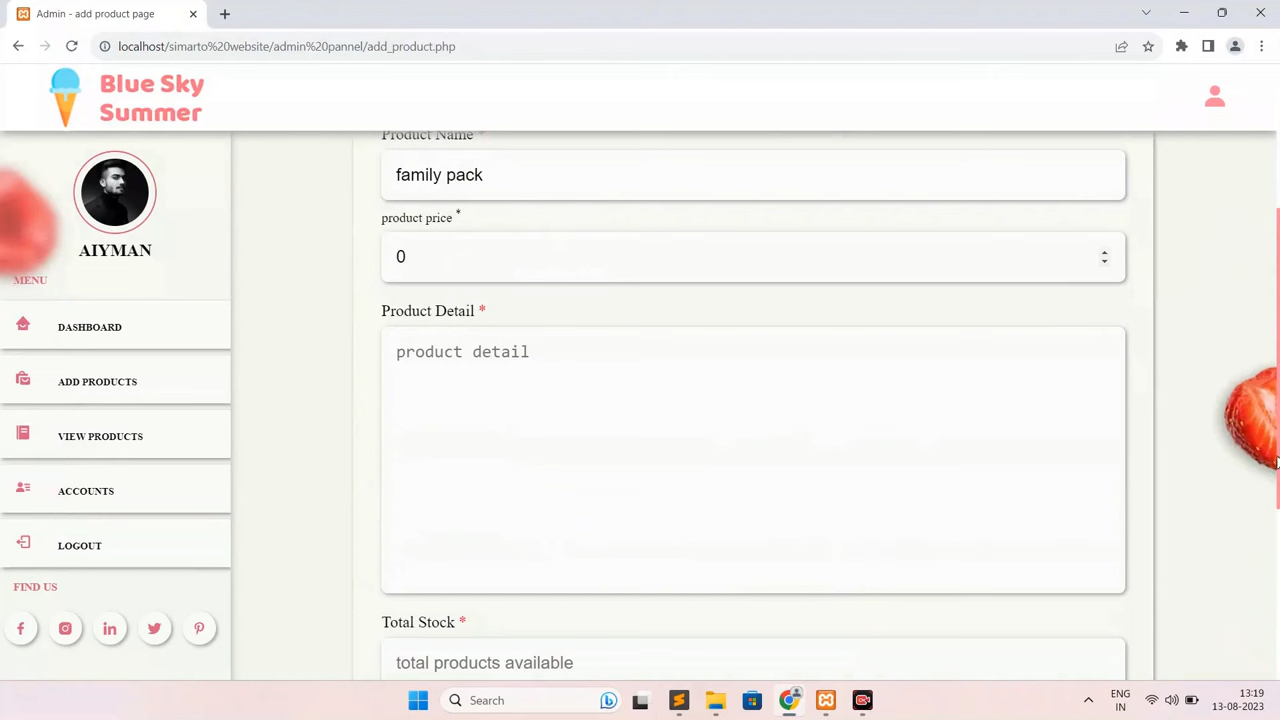 Admin - add product page
localhost/simarto%20website/admin%20pannel/add_product.php
Blue Sky
Summer
AIYMAN
MENU
DASHBOARD
ADD PRODUCTS
VIEW PRODUCTS
ACCOUNTS
LOGOUT
FIND US
Product Name *
family pack
product price *
0
Product Detail *
product detail
Total Stock *
total products available
Search
ENG
IN
13:19
13-08-2023